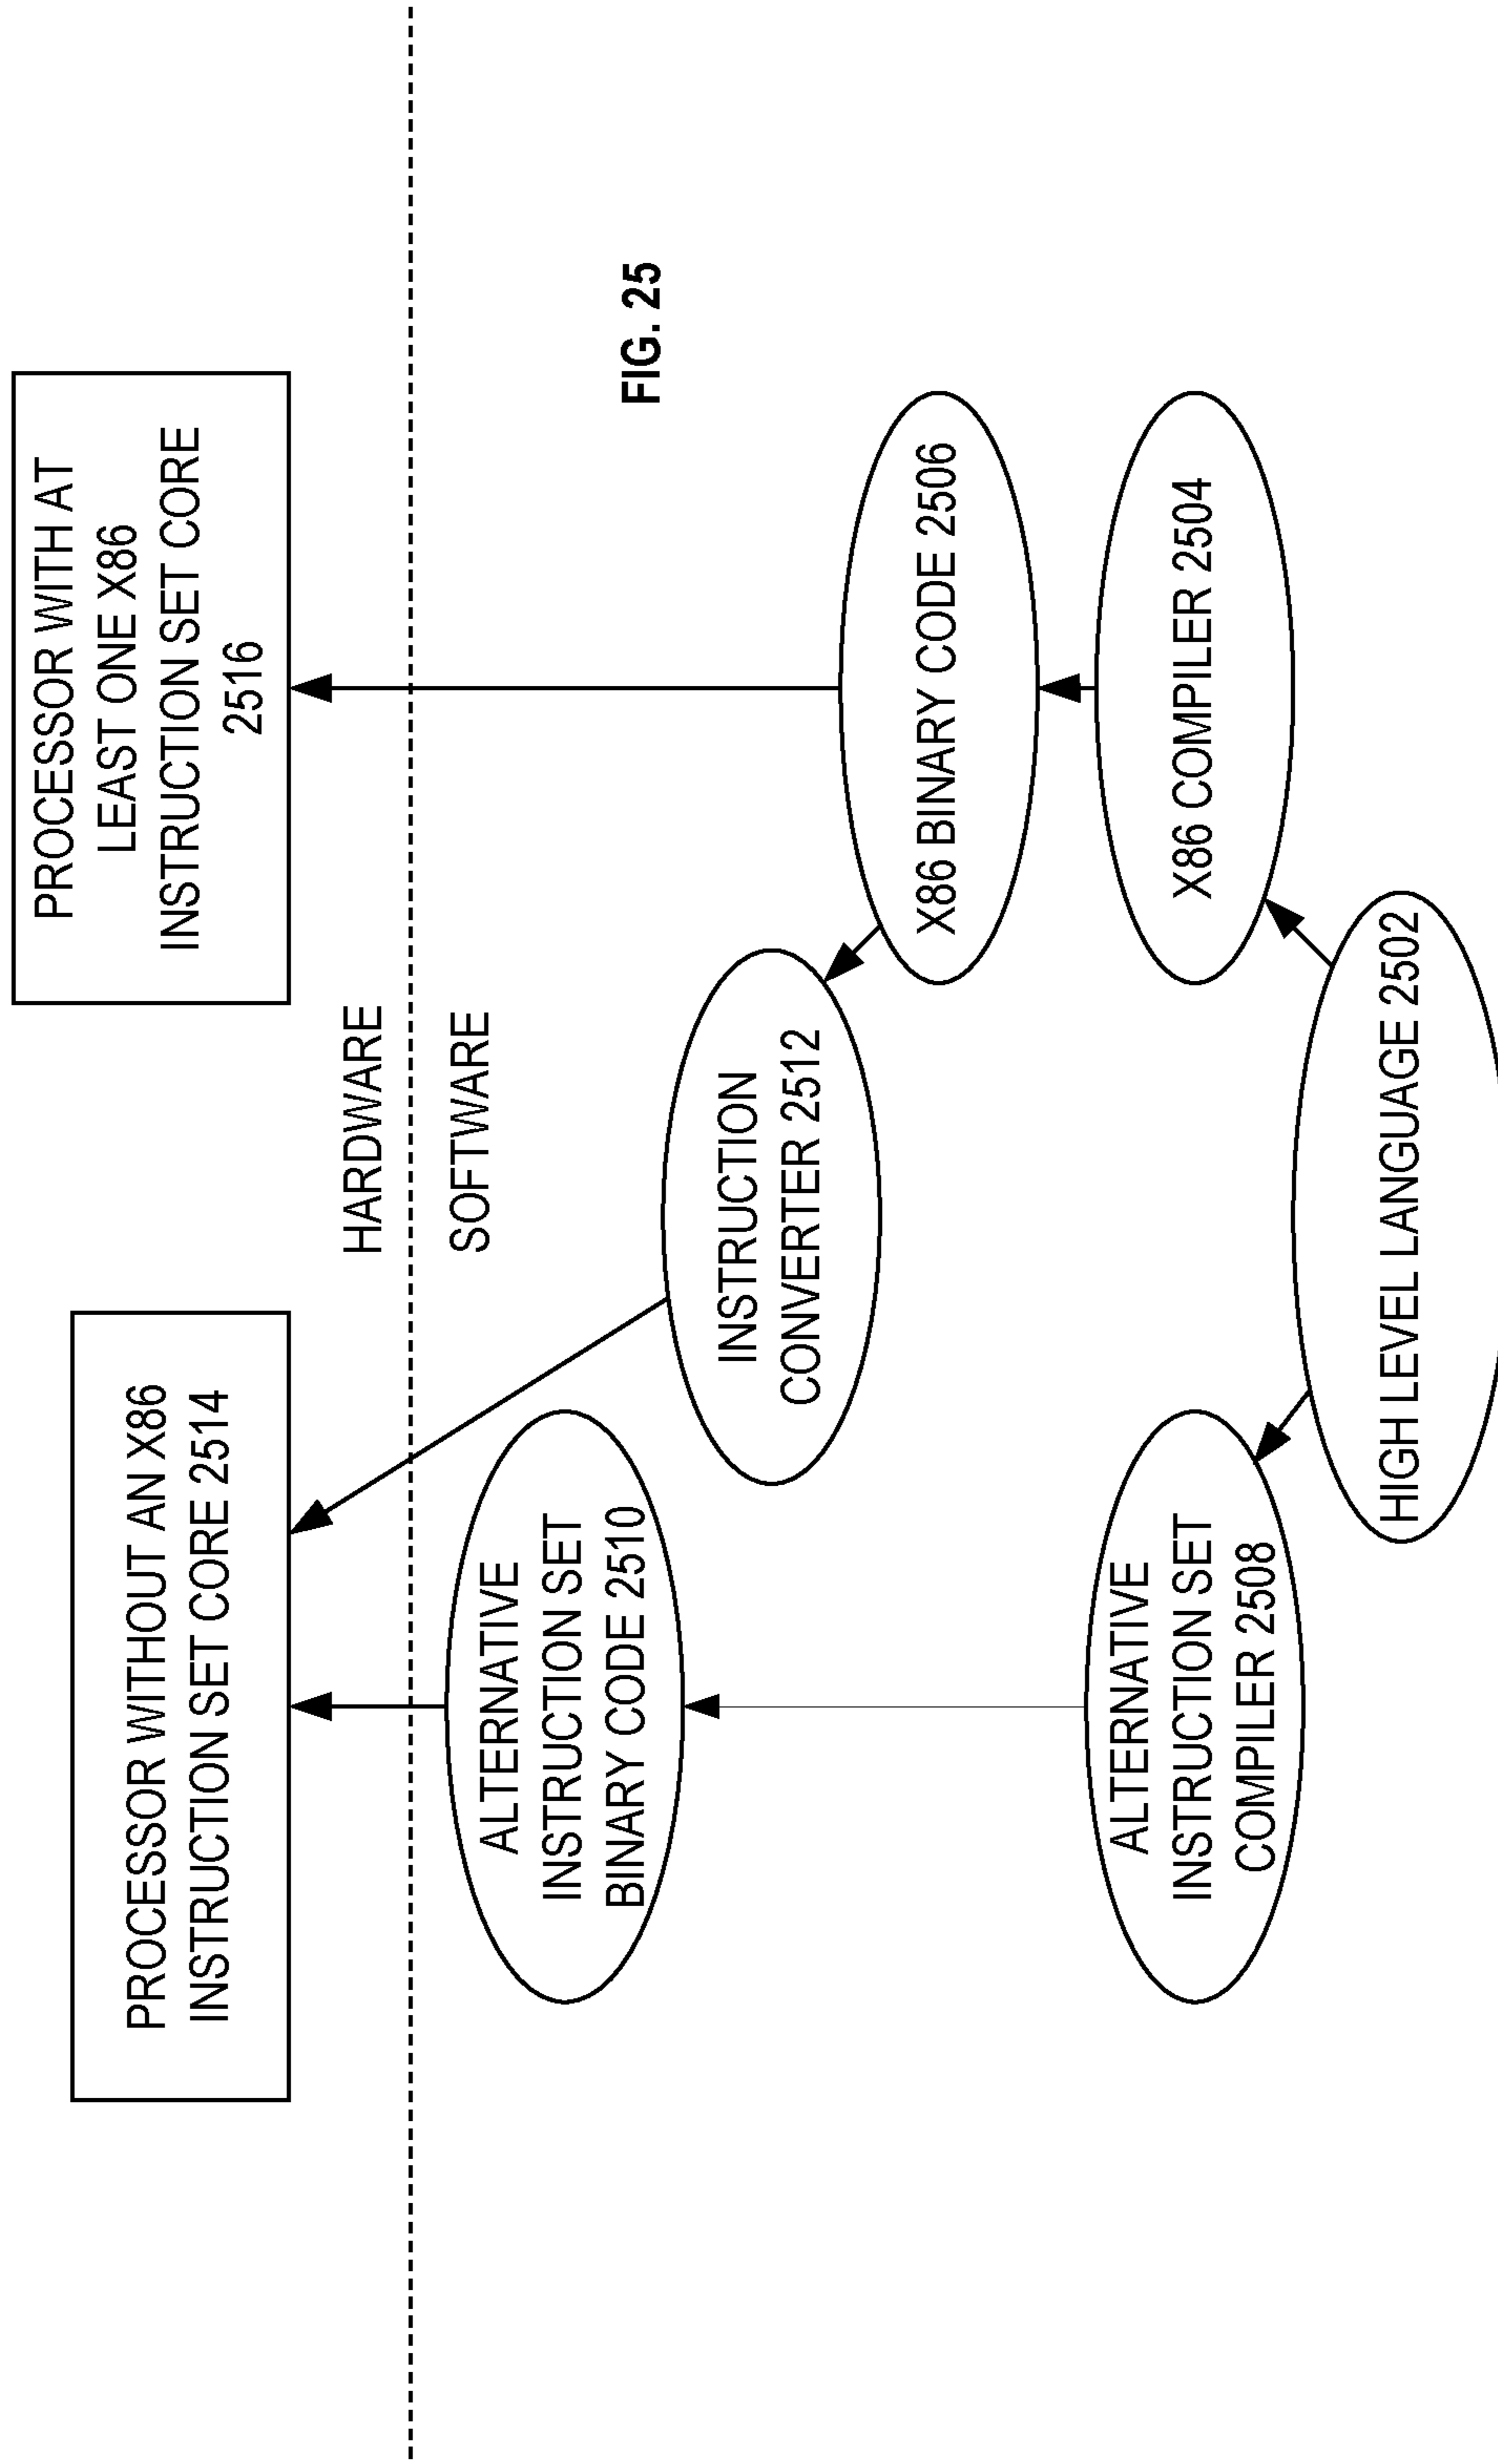 PROCESSOR WITHOUT AN X86
INSTRUCTION SET CORE 2514
PROCESSOR WITH AT
LEAST ONE X86
INSTRUCTION SET CORE
2516
HARDWARE
SOFTWARE
ALTERNATIVE
INSTRUCTION SET
BINARY CODE 2510
INSTRUCTION
CONVERTER 2512
FIG. 25
X86 BINARY CODE 2506
ALTERNATIVE
INSTRUCTION SET
COMPILER 2508
X86 COMPILER 2504
HIGH LEVEL LANGUAGE 2502